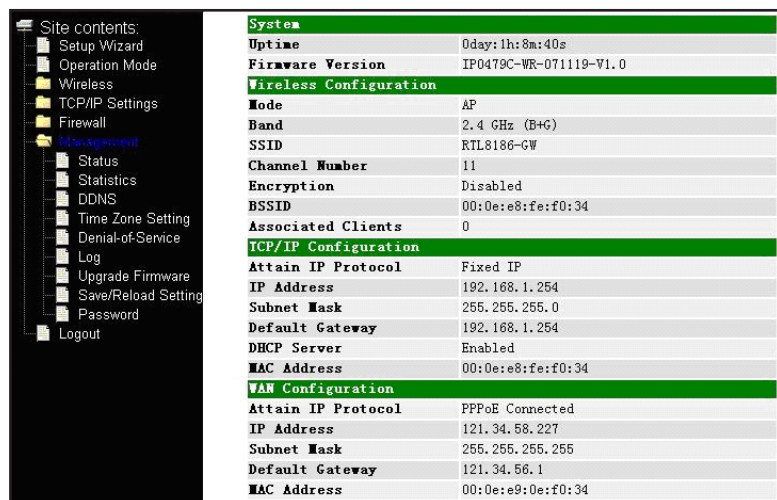 Site contents:
Setup Wizard
Operation Mode
Wireless
TCP/IP Settings
Firewall
Management
Status
Statistics
DDNS
Time Zone Setting
Denial-of-Service
Log
Upgrade Firmware
Save/Reload Setting
Password
Logout
System
Uptime 0day:1h:8m:40s
Firmware Version IP0479C-WR-071119-V1.0
Wireless Configuration
Mode AP
Band 2.4 GHz (B+G)
SSID RTL8186-GW
Channel Number 11
Encryption Disabled
BSSID 00:0e:e8:fe:f0:34
Associated Clients 0
TCP/IP Configuration
Attain IP Protocol Fixed IP
IP Address 192.168.1.254
Subnet Mask 255.255.255.0
Default Gateway 192.168.1.254
DHCP Server Enabled
MAC Address 00:0e:e8:fe:f0:34
WAN Configuration
Attain IP Protocol PPPoE Connected
IP Address 121.34.58.227
Subnet Mask 255.255.255.255
Default Gateway 121.34.56.1
MAC Address 00:0e:e9:0e:f0:34